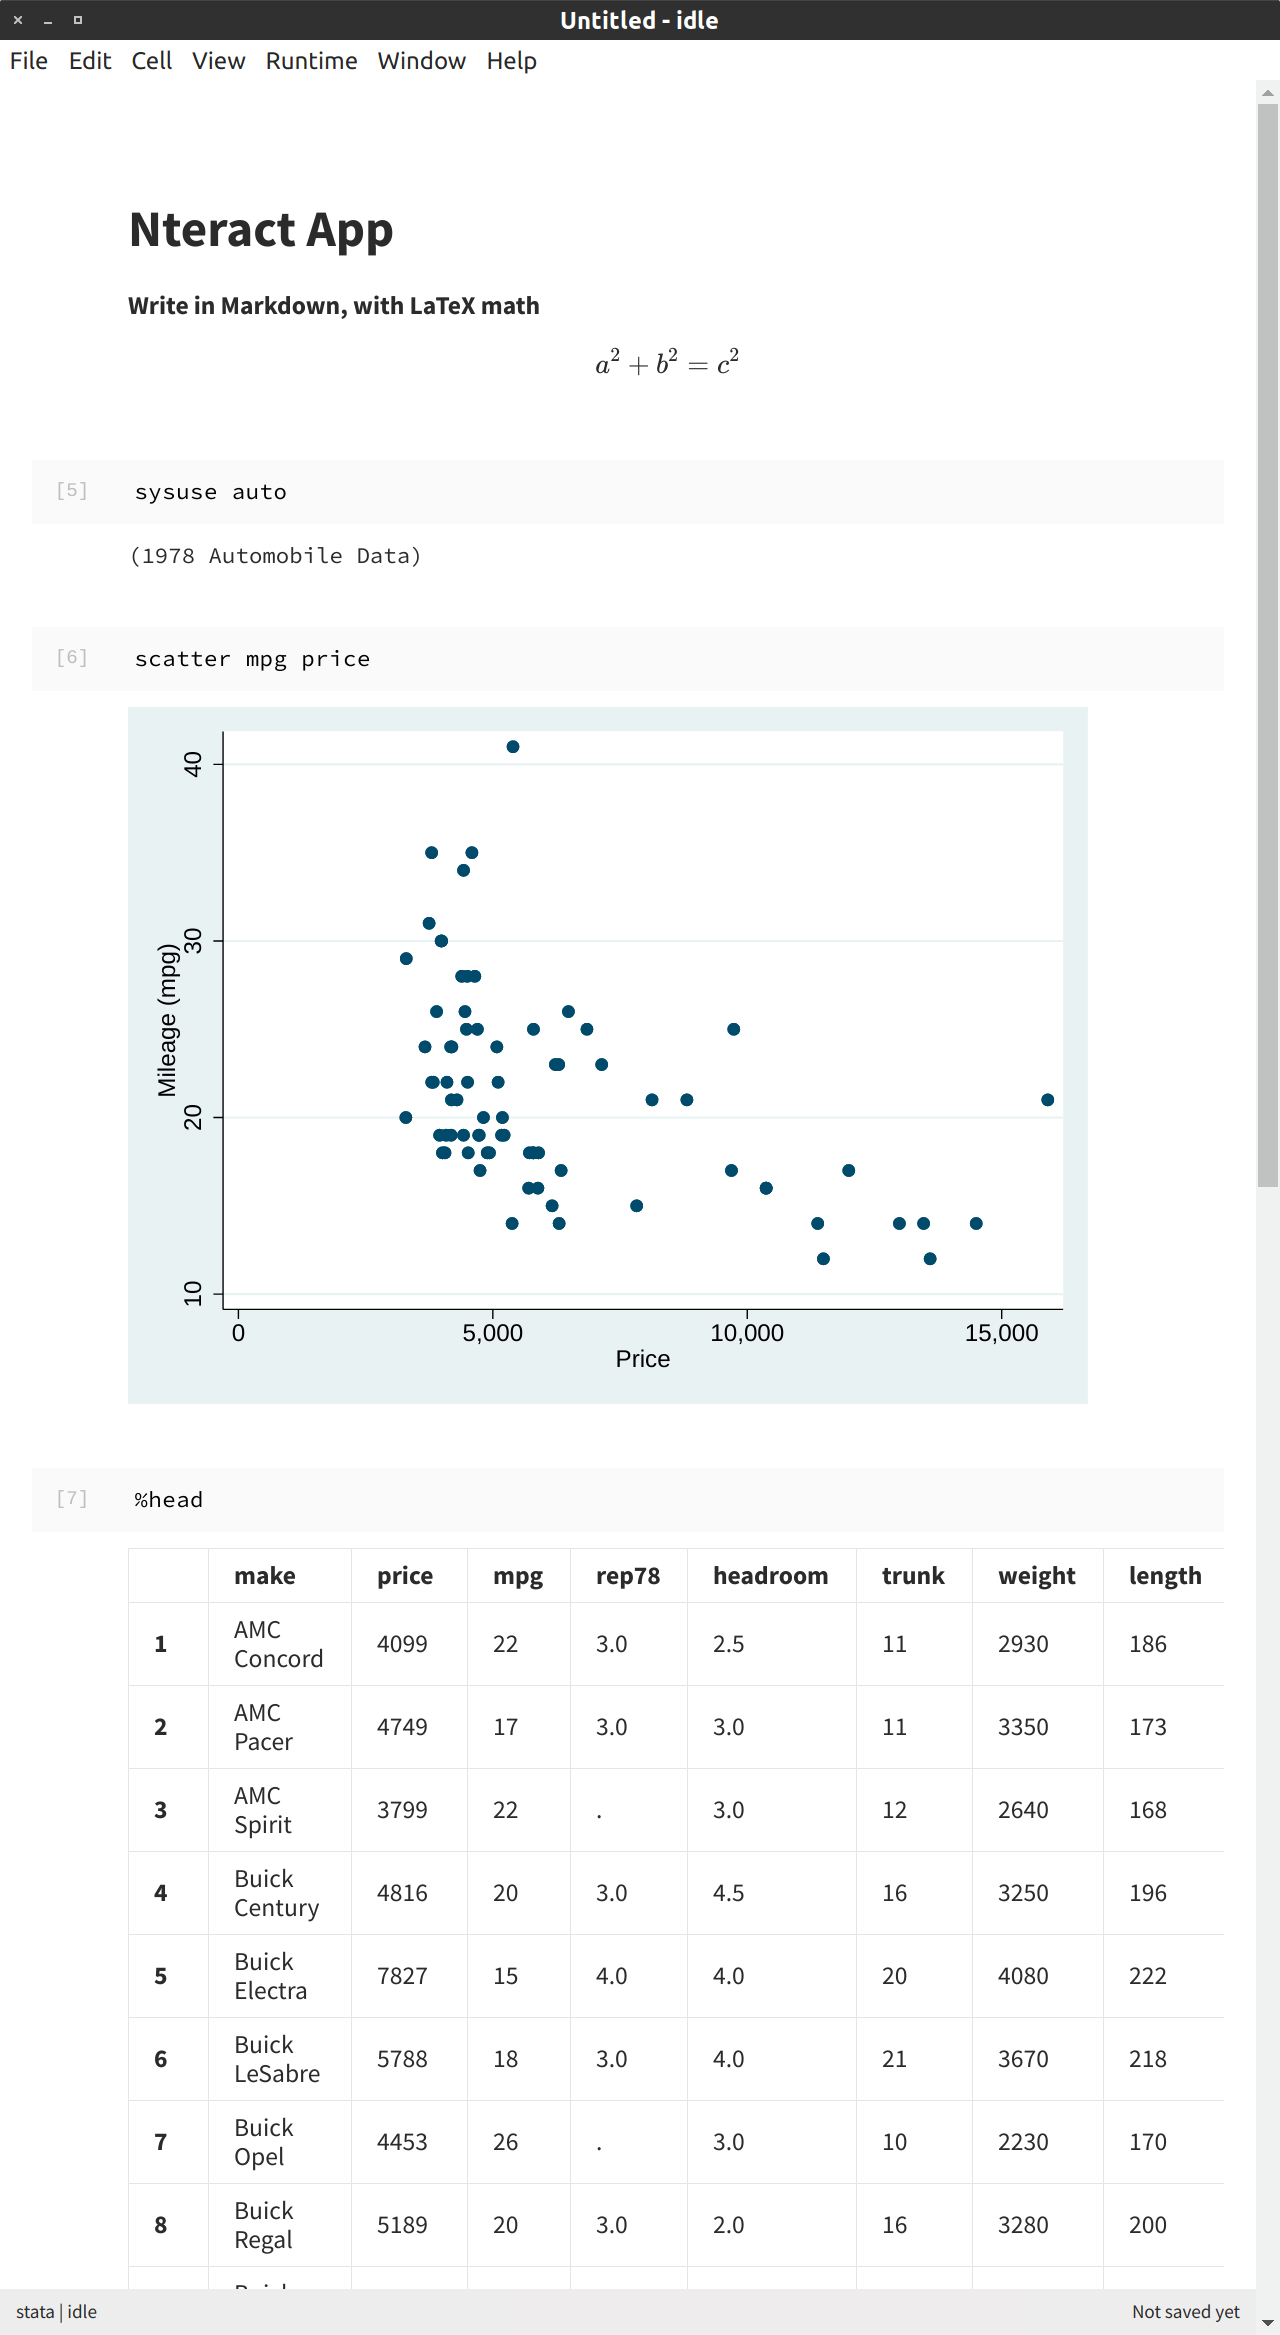 Untitled - idle
File Edit Cell View Runtime Window Help
Nteract App
Write in Markdown, with LaTeX math
a² + b² = c²
[5] sysuse auto
(1978 Automobile Data)
[6] scatter mpg price
40
30
20
10
Mileage (mpg)
0 5,000 10,000 15,000
Price
[7] %head
make price mpg rep78 headroom trunk weight length
1 AMC Concord 4099 22 3.0 2.5 11 2930 186
2 AMC Pacer 4749 17 3.0 3.0 11 3350 173
3 AMC Spirit 3799 22 . 3.0 12 2640 168
4 Buick Century 4816 20 3.0 4.5 16 3250 196
5 Buick Electra 7827 15 4.0 4.0 20 4080 222
6 Buick LeSabre 5788 18 3.0 4.0 21 3670 218
7 Buick Opel 4453 26 . 3.0 10 2230 170
8 Buick Regal 5189 20 3.0 2.0 16 3280 200
stata | idle Not saved yet